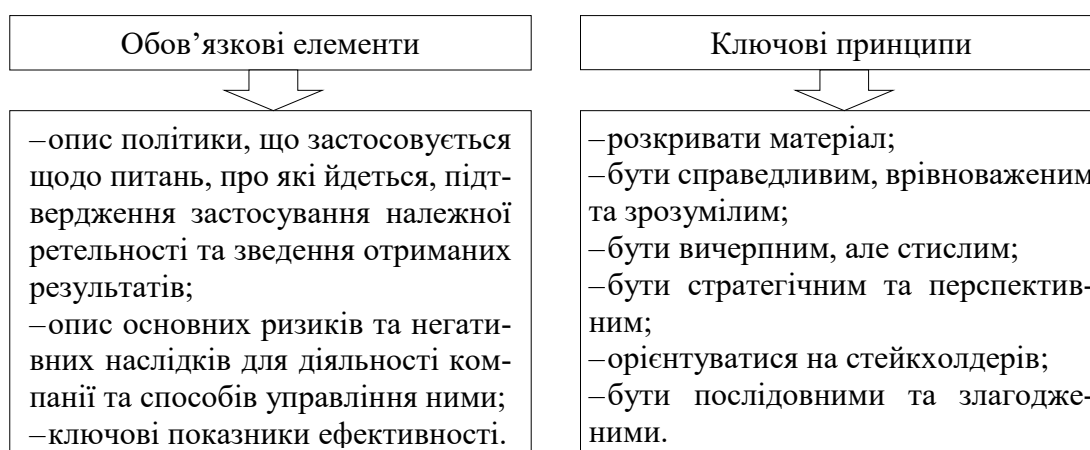 Обов’язкові елементи
–опис політики, що застосовується
щодо питань, про які йдеться, підт-
вердження застосування належної
ретельності та зведення отриманих
результатів;
–опис основних ризиків та негати-
вних наслідків для діяльності ком-
панії та способів управління ними;
–ключові показники ефективності.
Ключові принципи
–розкривати матеріал;
–бути справедливим, врівноваженим
та зрозумілим;
–бути вичерпним, але стислим;
–бути стратегічним та перспектив-
ним;
–орієнтуватися на стейкхолдерів;
–бути послідовними та злагодже-
ними.